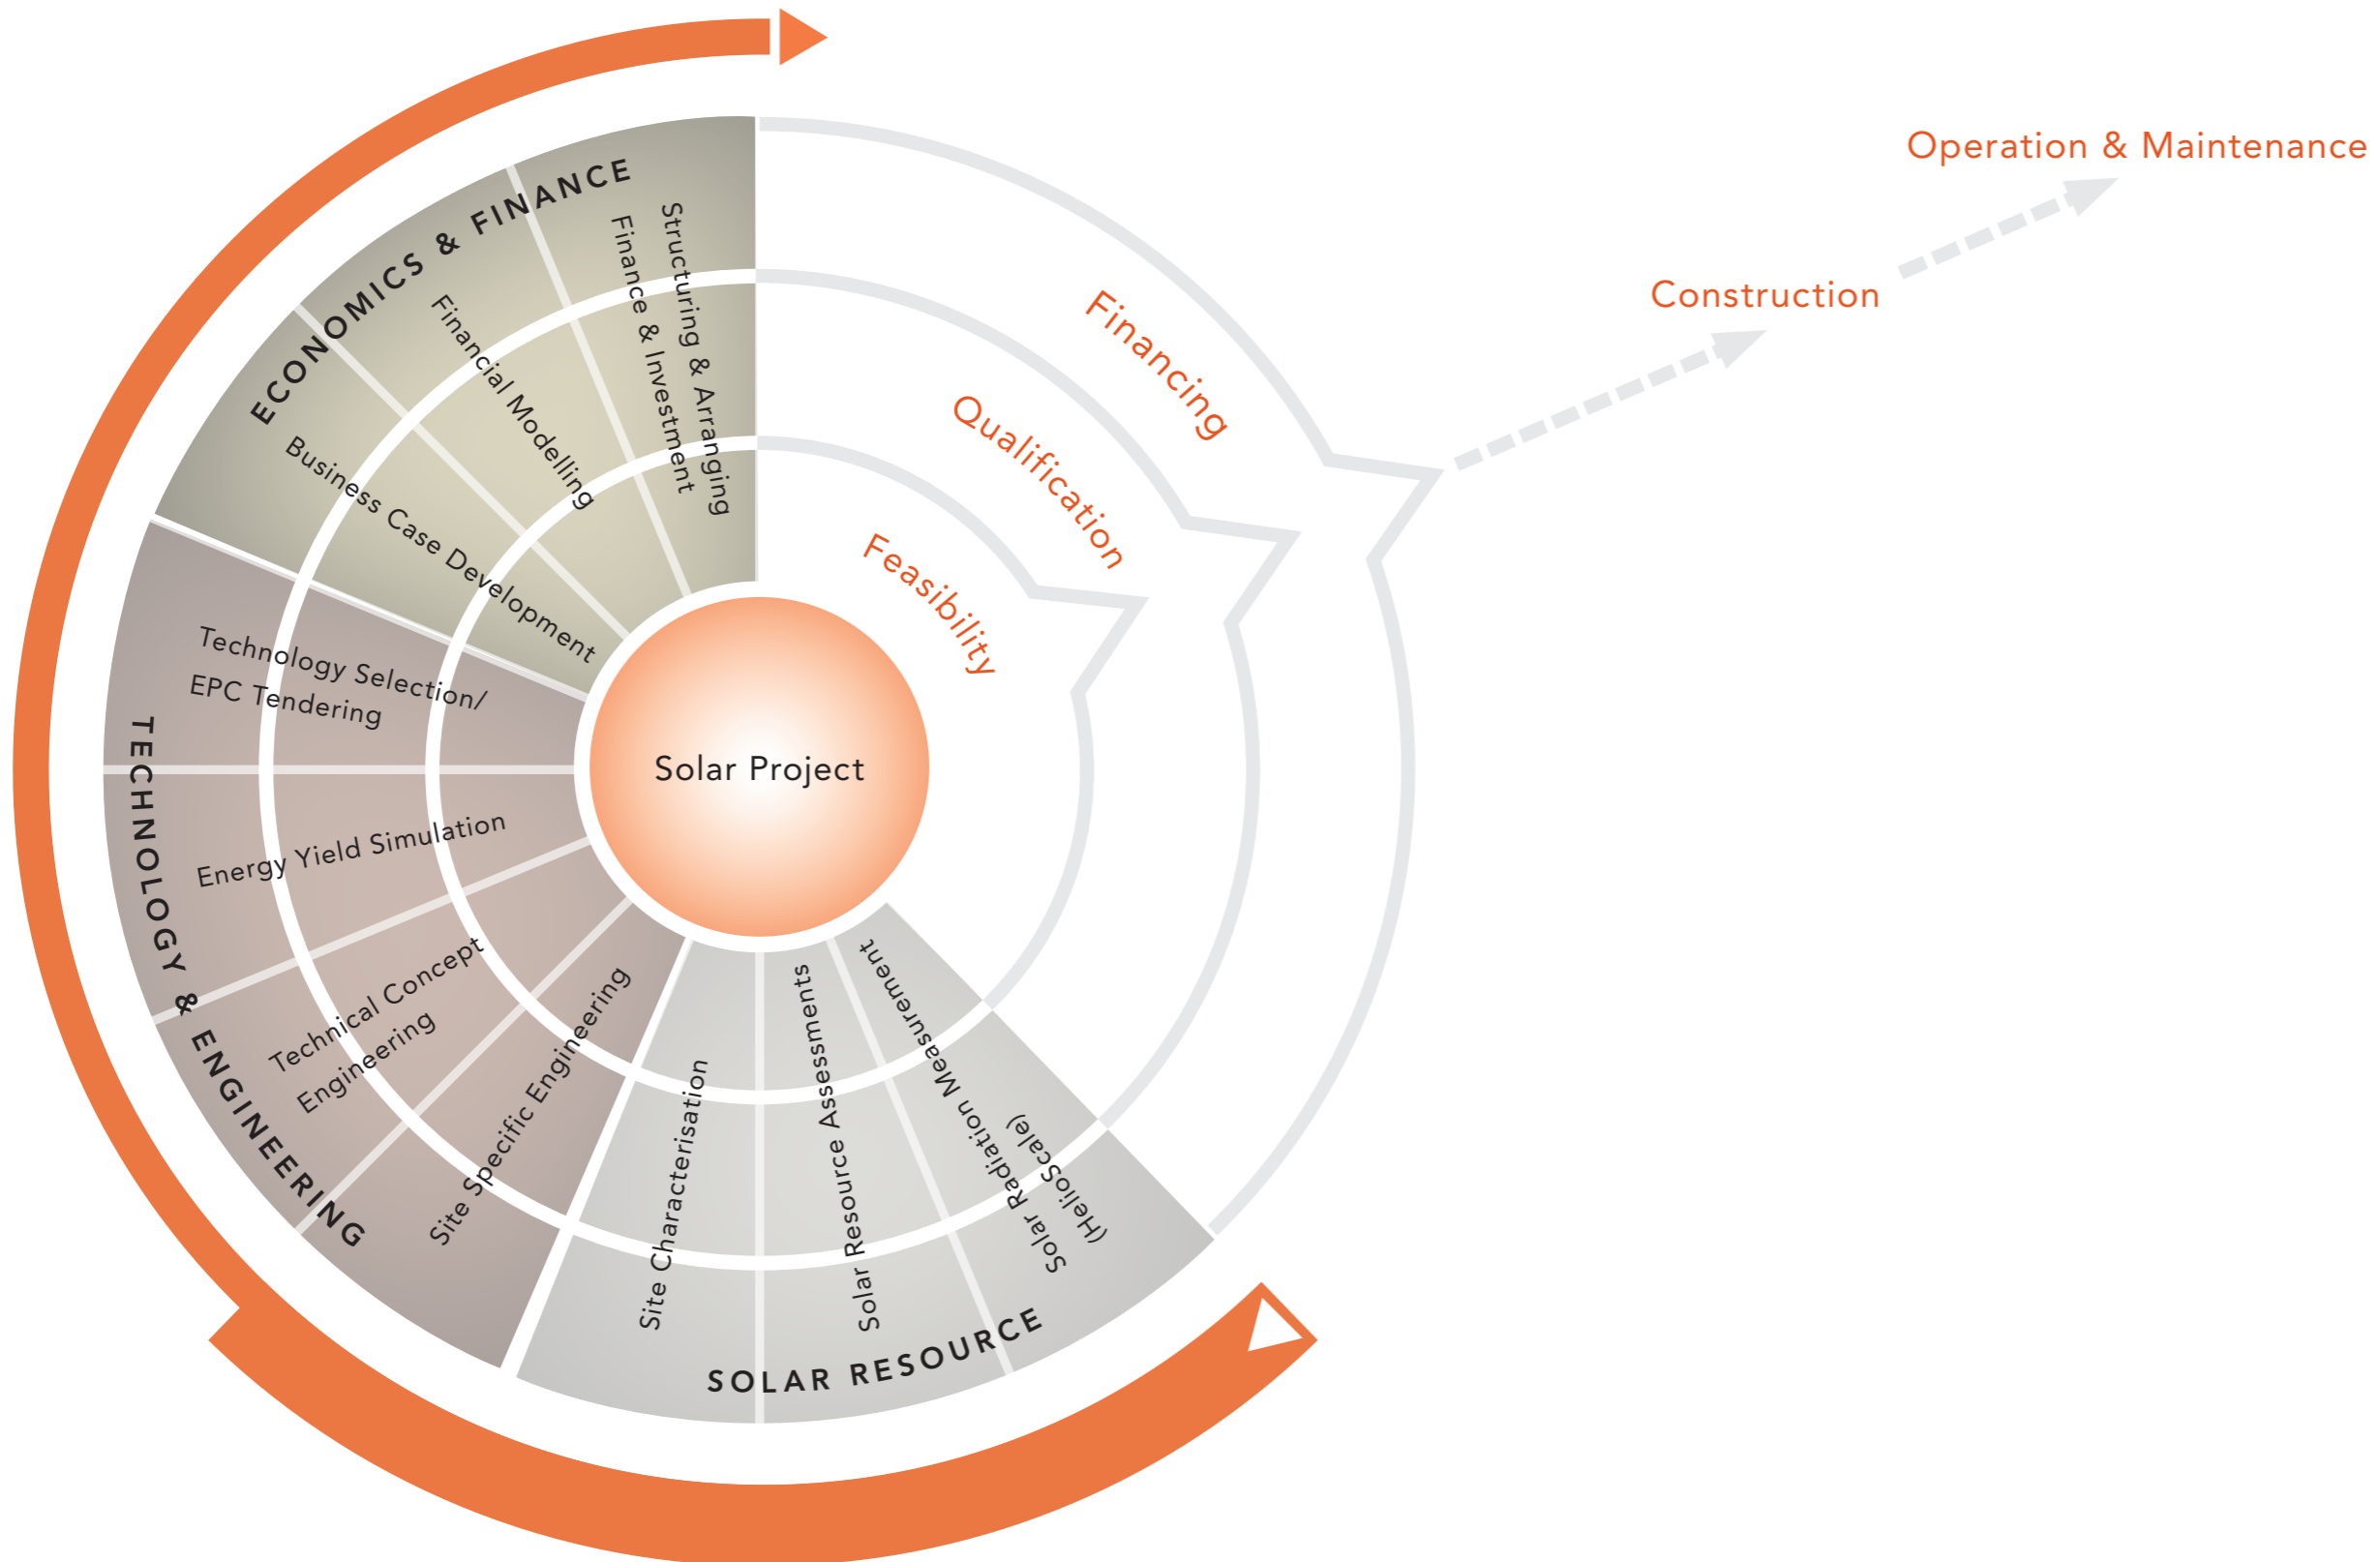 Operation & Maintenance
Construction
Financing
Qualification
Feasibility
Solar Project
ECONOMICS & FINANCE
Structuring & Arranging
Finance & Investment
Financial Modelling
Business Case Development
TECHNOLOGY & ENGINEERING
Technology Selection/
EPC Tendering
Energy Yield Simulation
Technical Concept
Engineering
Site Specific Engineering
SOLAR RESOURCE
Site Characterisation
Solar Resource Assessments
Solar Radiation Measurement
(HelioScale)